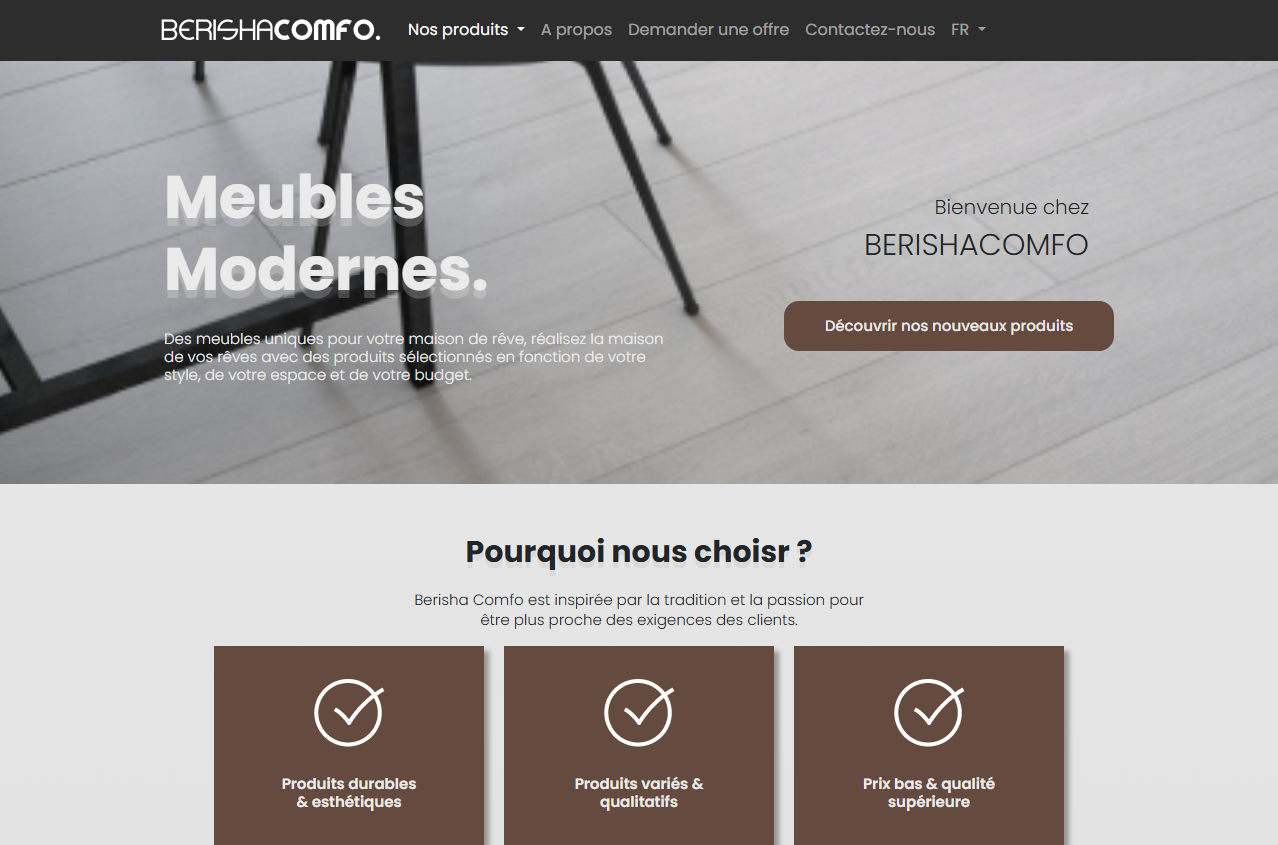 BERISHACOMFO.
Nos produits
A propos
Demander une offre
Contactez-nous
FR
Meubles
Modernes.
Des meubles uniques pour votre maison de rêve, réalisez la maison
de vos rêves avec des produits sélectionnés en fonction de votre
style, de votre espace et de votre budget.
Bienvenue chez
BERISHACOMFO
Découvrir nos nouveaux produits
Pourquoi nous choisr ?
Berisha Comfo est inspirée par la tradition et la passion pour
être plus proche des exigences des clients.
Produits durables
& esthétiques
Produits variés &
qualitatifs
Prix bas & qualité
supérieure